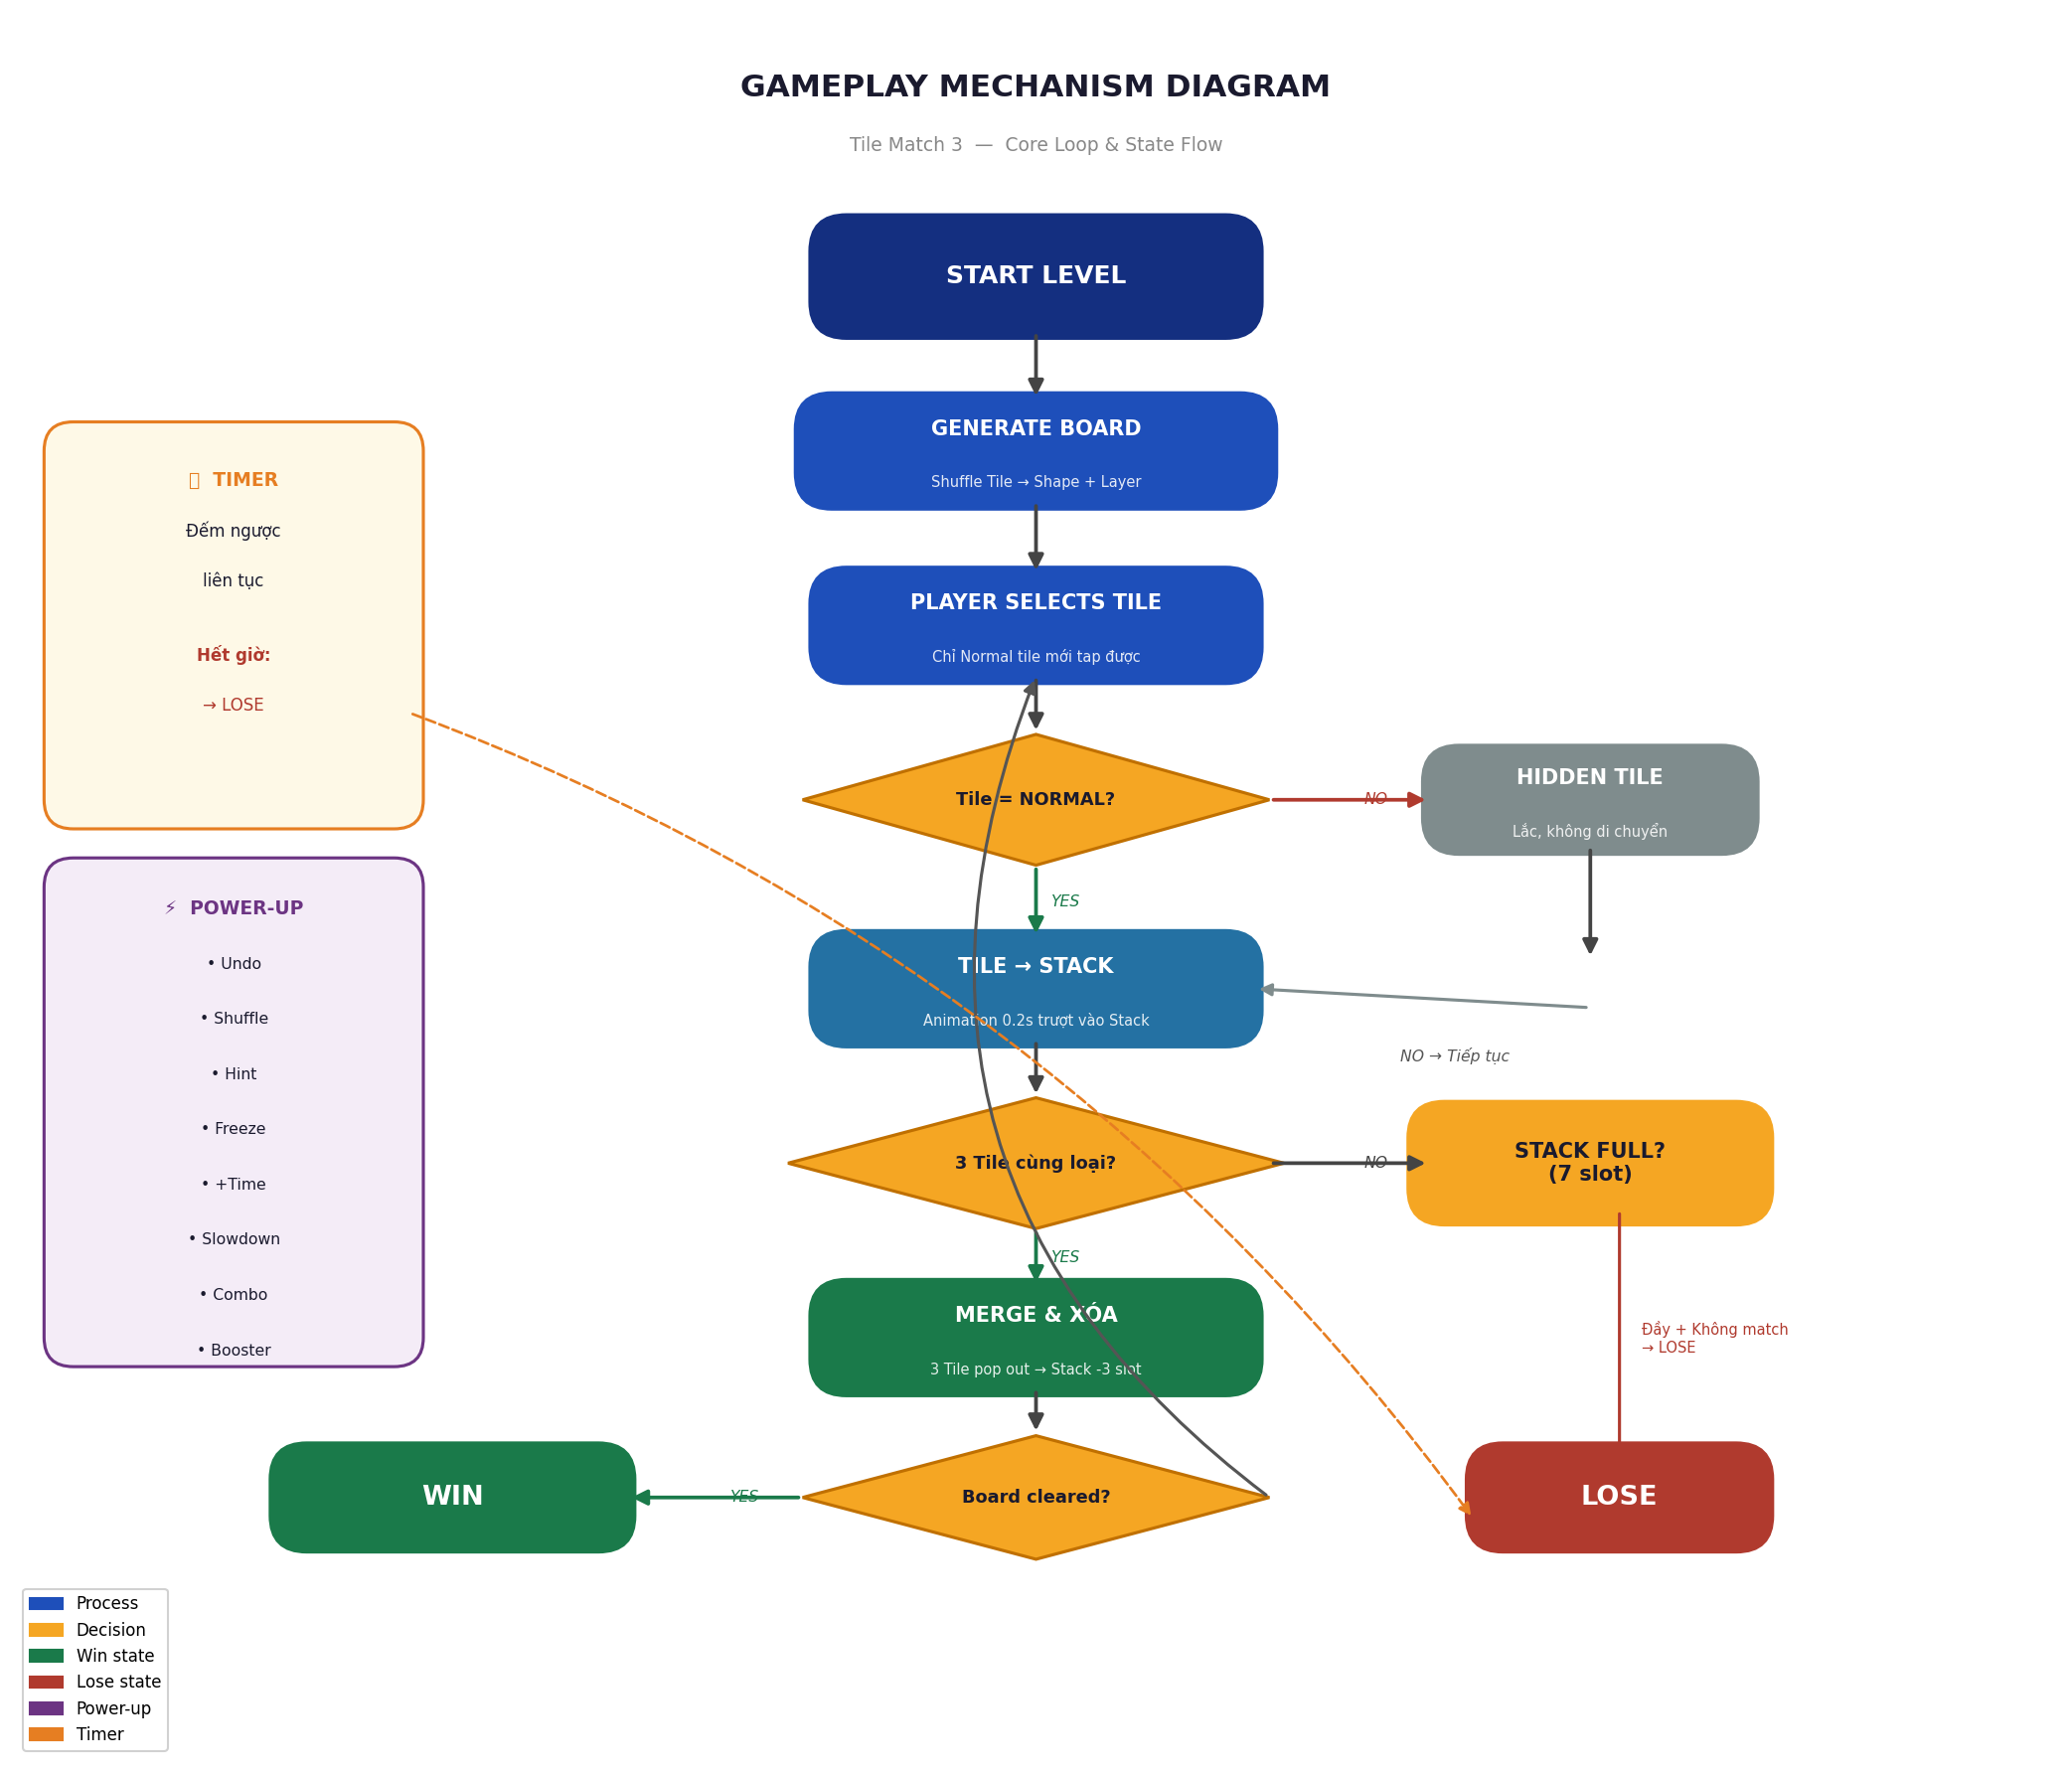 GAMEPLAY MECHANISM DIAGRAM
Tile Match 3 — Core Loop & State Flow
START LEVEL
GENERATE BOARD
Shuffle Tile → Shape + Layer
PLAYER SELECTS TILE
Chỉ Normal tile mới tap được
TIMER
Đếm ngược
liên tục
Hết giờ:
→ LOSE
Tile = NORMAL?
NO
HIDDEN TILE
Lắc, không di chuyển
YES
⚡ POWER-UP
• Undo
• Shuffle
• Hint
• Freeze
• +Time
• Slowdown
• Combo
• Booster
TILE → STACK
Animation 0.2s trượt vào Stack
NO → Tiếp tục
3 Tile cùng loại?
NO
STACK FULL?
(7 slot)
YES
MERGE & XÓA
3 Tile pop out → Stack -3 slot
Đầy + Không match
→ LOSE
WIN
YES
Board cleared?
LOSE
Process
Decision
Win state
Lose state
Power-up
Timer